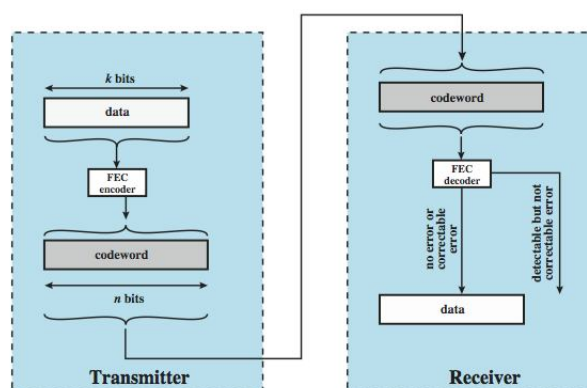 k bits
data
FEC
encoder
codeword
n bits
Transmitter
codeword
FEC
decoder
no error or
correctable
error
detectable but not
correctable error
data
Receiver